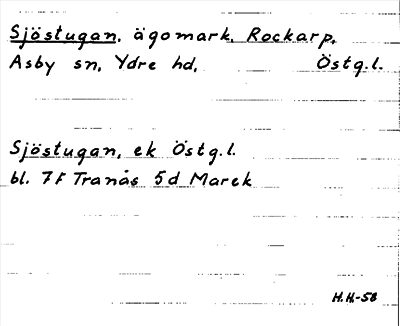 Sjöstugan, ägomark, Rockarp,
Asby sn, Ydre hd, Östg.l.
Sjöstugan, ek Östg.l.
bl. 7F Tranås 5d Marek
H.H-58